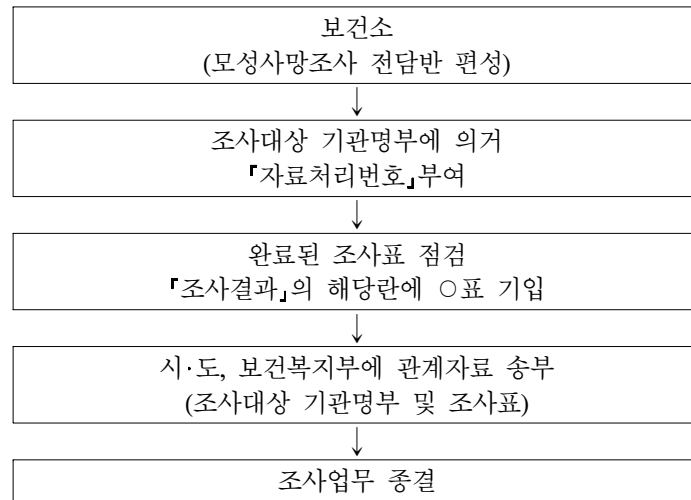 보건소
(모성사망조사 전담반 편성)
↓
조사대상 기관명부에 의거
『자료처리번호』부여
↓
완료된 조사표 점검
『조사결과』의 해당란에 ○표 기입
↓
시·도, 보건복지부에 관계자료 송부
(조사대상 기관명부 및 조사표)
↓
조사업무 종결